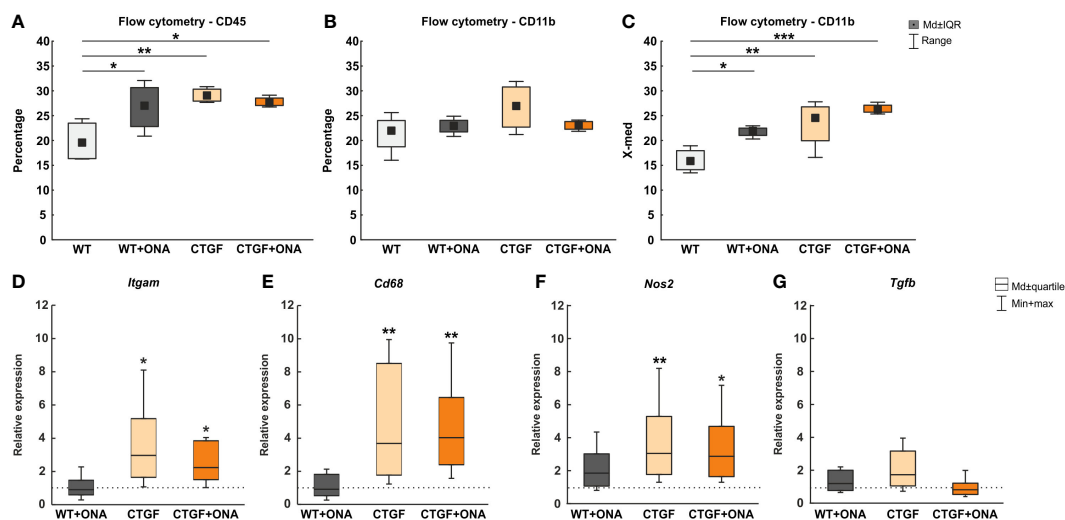 A
Flow cytometry - CD45
40
35
30
25
20
15
10
5
0
Percentage
*
**
*
WT
WT+ONA
CTGF
CTGF+ONA
B
Flow cytometry - CD11b
40
35
30
25
20
15
10
5
0
Percentage
WT
WT+ONA
CTGF
CTGF+ONA
C
Flow cytometry - CD11b
40
35
30
25
20
15
10
5
0
X-med
***
**
*
WT
WT+ONA
CTGF
CTGF+ONA
Md±IQR
Range
D
Itgam
12
10
8
6
4
2
0
Relative expression
*
*
WT+ONA
CTGF
CTGF+ONA
E
Cd68
12
10
8
6
4
2
0
Relative expression
**
**
WT+ONA
CTGF
CTGF+ONA
F
Nos2
12
10
8
6
4
2
0
Relative expression
**
*
WT+ONA
CTGF
CTGF+ONA
G
Tgfb
12
10
8
6
4
2
0
Relative expression
WT+ONA
CTGF
CTGF+ONA
Md±quartile
Min+max